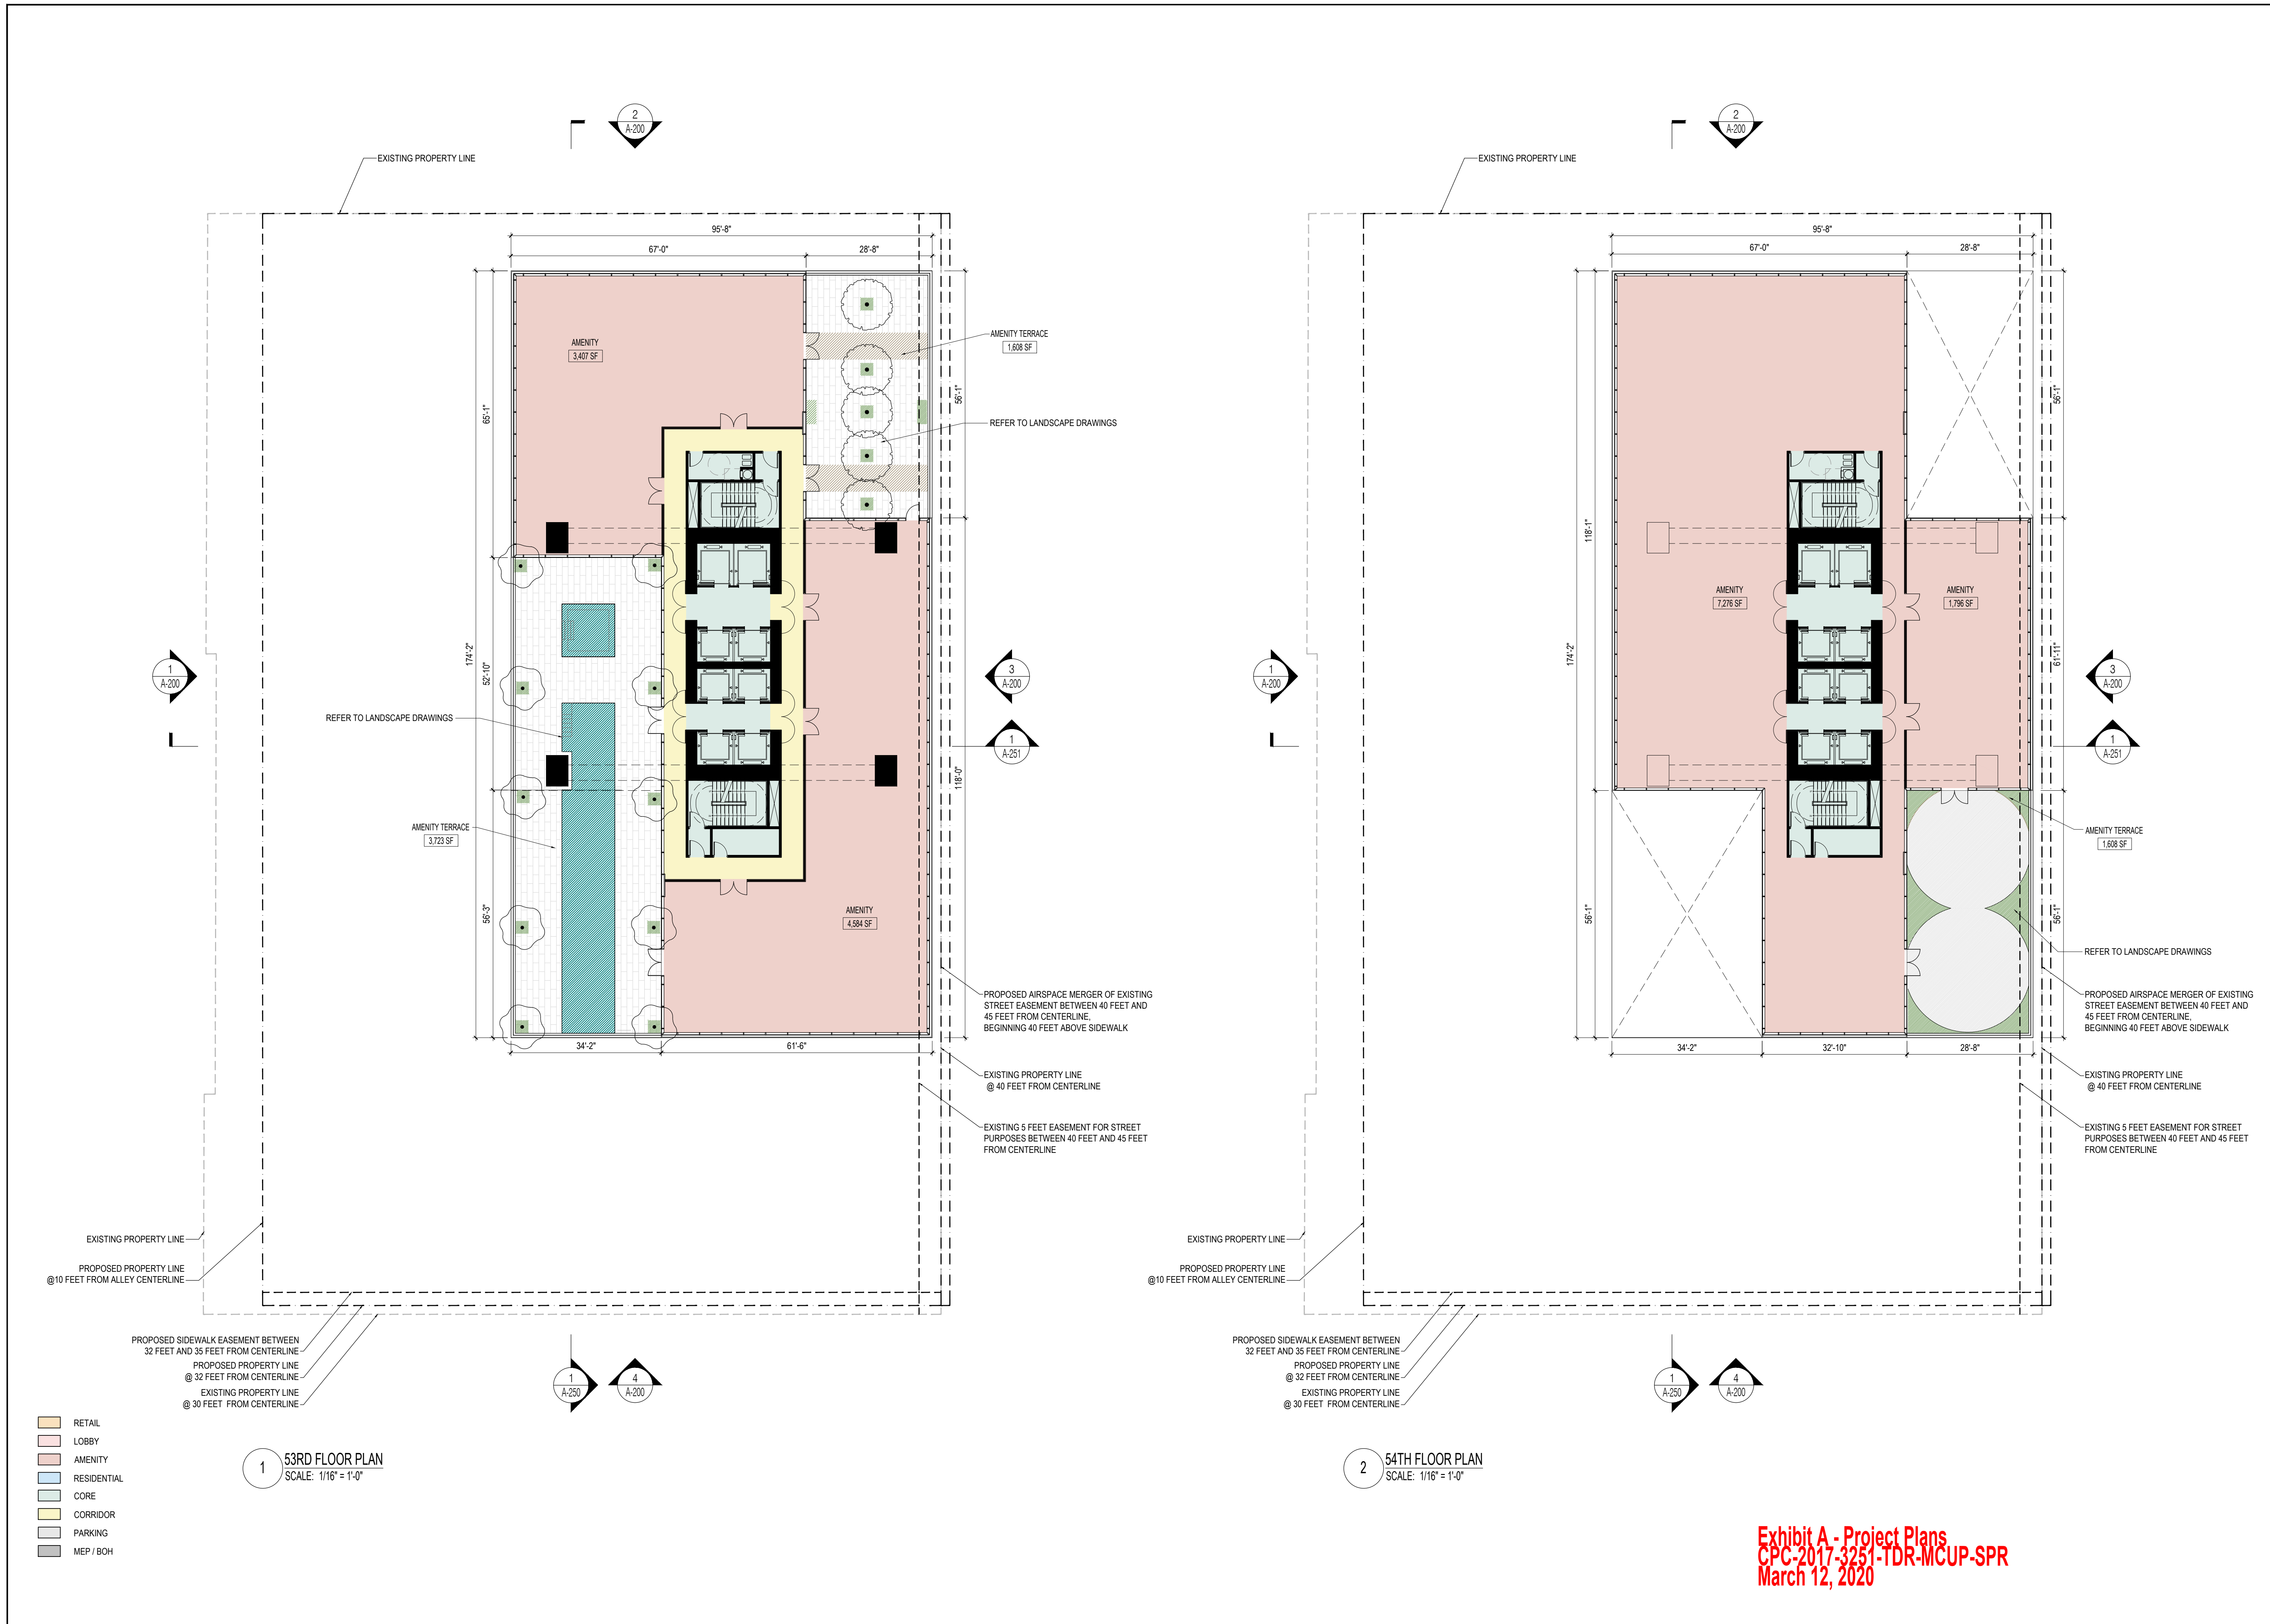 2
A-200
EXISTING PROPERTY LINE
95'-8"
67'-0"
28'-8"
AMENITY
3,407 SF
AMENITY TERRACE
1,608 SF
56'-1"
65'-1"
REFER TO LANDSCAPE DRAWINGS
1
A-200
174'-2"
52'-10"
3
A-200
REFER TO LANDSCAPE DRAWINGS
1
A-251
118'-0"
AMENITY TERRACE
3,723 SF
56'-3"
AMENITY
4,584 SF
PROPOSED AIRSPACE MERGER OF EXISTING
STREET EASEMENT BETWEEN 40 FEET AND
45 FEET FROM CENTERLINE,
BEGINNING 40 FEET ABOVE SIDEWALK
34'-2"
61'-6"
EXISTING PROPERTY LINE
@ 40 FEET FROM CENTERLINE
EXISTING 5 FEET EASEMENT FOR STREET
PURPOSES BETWEEN 40 FEET AND 45 FEET
FROM CENTERLINE
EXISTING PROPERTY LINE
PROPOSED PROPERTY LINE
@10 FEET FROM ALLEY CENTERLINE
PROPOSED SIDEWALK EASEMENT BETWEEN
32 FEET AND 35 FEET FROM CENTERLINE
PROPOSED PROPERTY LINE
@ 32 FEET FROM CENTERLINE
EXISTING PROPERTY LINE
@ 30 FEET FROM CENTERLINE
1
A-250
4
A-200
RETAIL
LOBBY
AMENITY
RESIDENTIAL
CORE
CORRIDOR
PARKING
MEP / BOH
1
53RD FLOOR PLAN
SCALE: 1/16" = 1'-0"
2
A-200
EXISTING PROPERTY LINE
95'-8"
67'-0"
28'-8"
56'-1"
118'-1"
174'-2"
AMENITY
7,276 SF
AMENITY
1,796 SF
61'-11"
1
A-200
3
A-200
1
A-251
AMENITY TERRACE
1,608 SF
56'-1"
56'-1"
REFER TO LANDSCAPE DRAWINGS
PROPOSED AIRSPACE MERGER OF EXISTING
STREET EASEMENT BETWEEN 40 FEET AND
45 FEET FROM CENTERLINE,
BEGINNING 40 FEET ABOVE SIDEWALK
34'-2"
32'-10"
28'-8"
EXISTING PROPERTY LINE
@ 40 FEET FROM CENTERLINE
EXISTING 5 FEET EASEMENT FOR STREET
PURPOSES BETWEEN 40 FEET AND 45 FEET
FROM CENTERLINE
EXISTING PROPERTY LINE
PROPOSED PROPERTY LINE
@10 FEET FROM ALLEY CENTERLINE
PROPOSED SIDEWALK EASEMENT BETWEEN
32 FEET AND 35 FEET FROM CENTERLINE
PROPOSED PROPERTY LINE
@ 32 FEET FROM CENTERLINE
EXISTING PROPERTY LINE
@ 30 FEET FROM CENTERLINE
1
A-250
4
A-200
2
54TH FLOOR PLAN
SCALE: 1/16" = 1'-0"
Exhibit A - Project Plans
CPC-2017-3251-TDR-MCUP-SPR
March 12, 2020